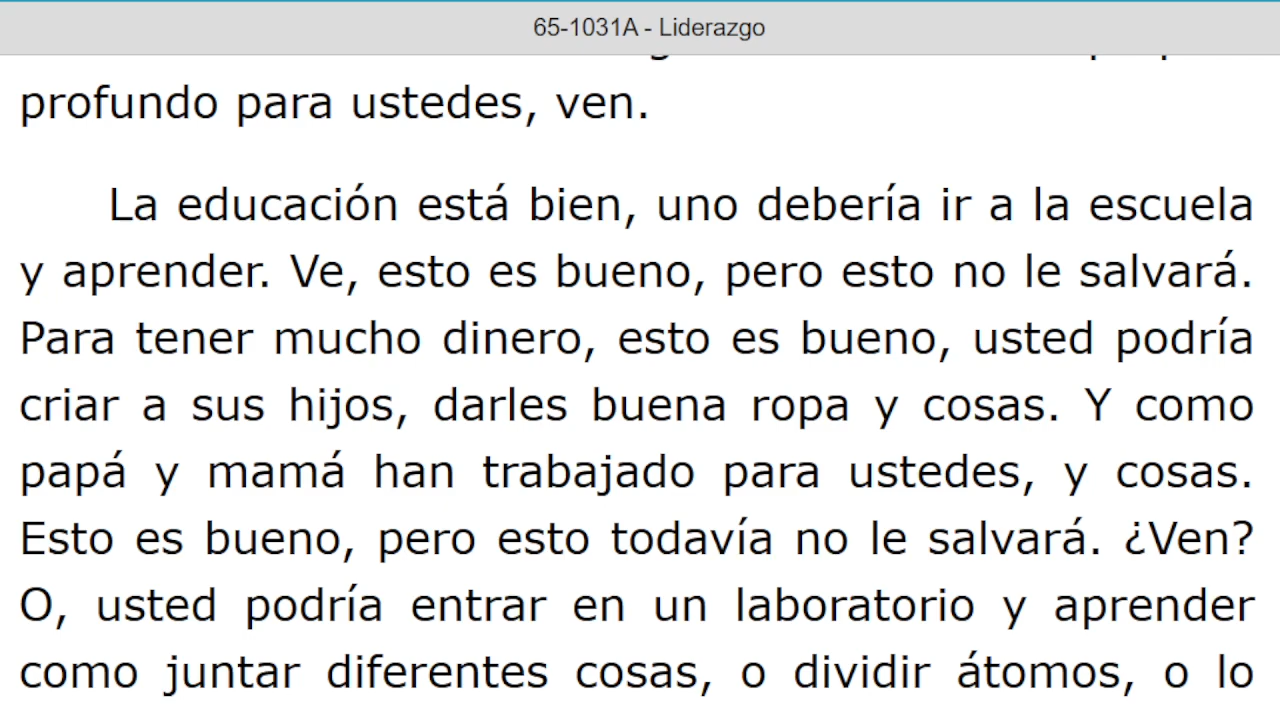 65-1031A - Liderazgo
profundo para ustedes, ven.
La educación está bien, uno debería ir a la escuela
y aprender. Ve, esto es bueno, pero esto no le salvará.
Para tener mucho dinero, esto es bueno, usted podría
criar a sus hijos, darles buena ropa y cosas. Y como
papá y mamá han trabajado para ustedes, y cosas.
Esto es bueno, pero esto todavía no le salvará. ¿Ven?
O, usted podría entrar en un laboratorio y aprender
como juntar diferentes cosas, o dividir átomos, o lo